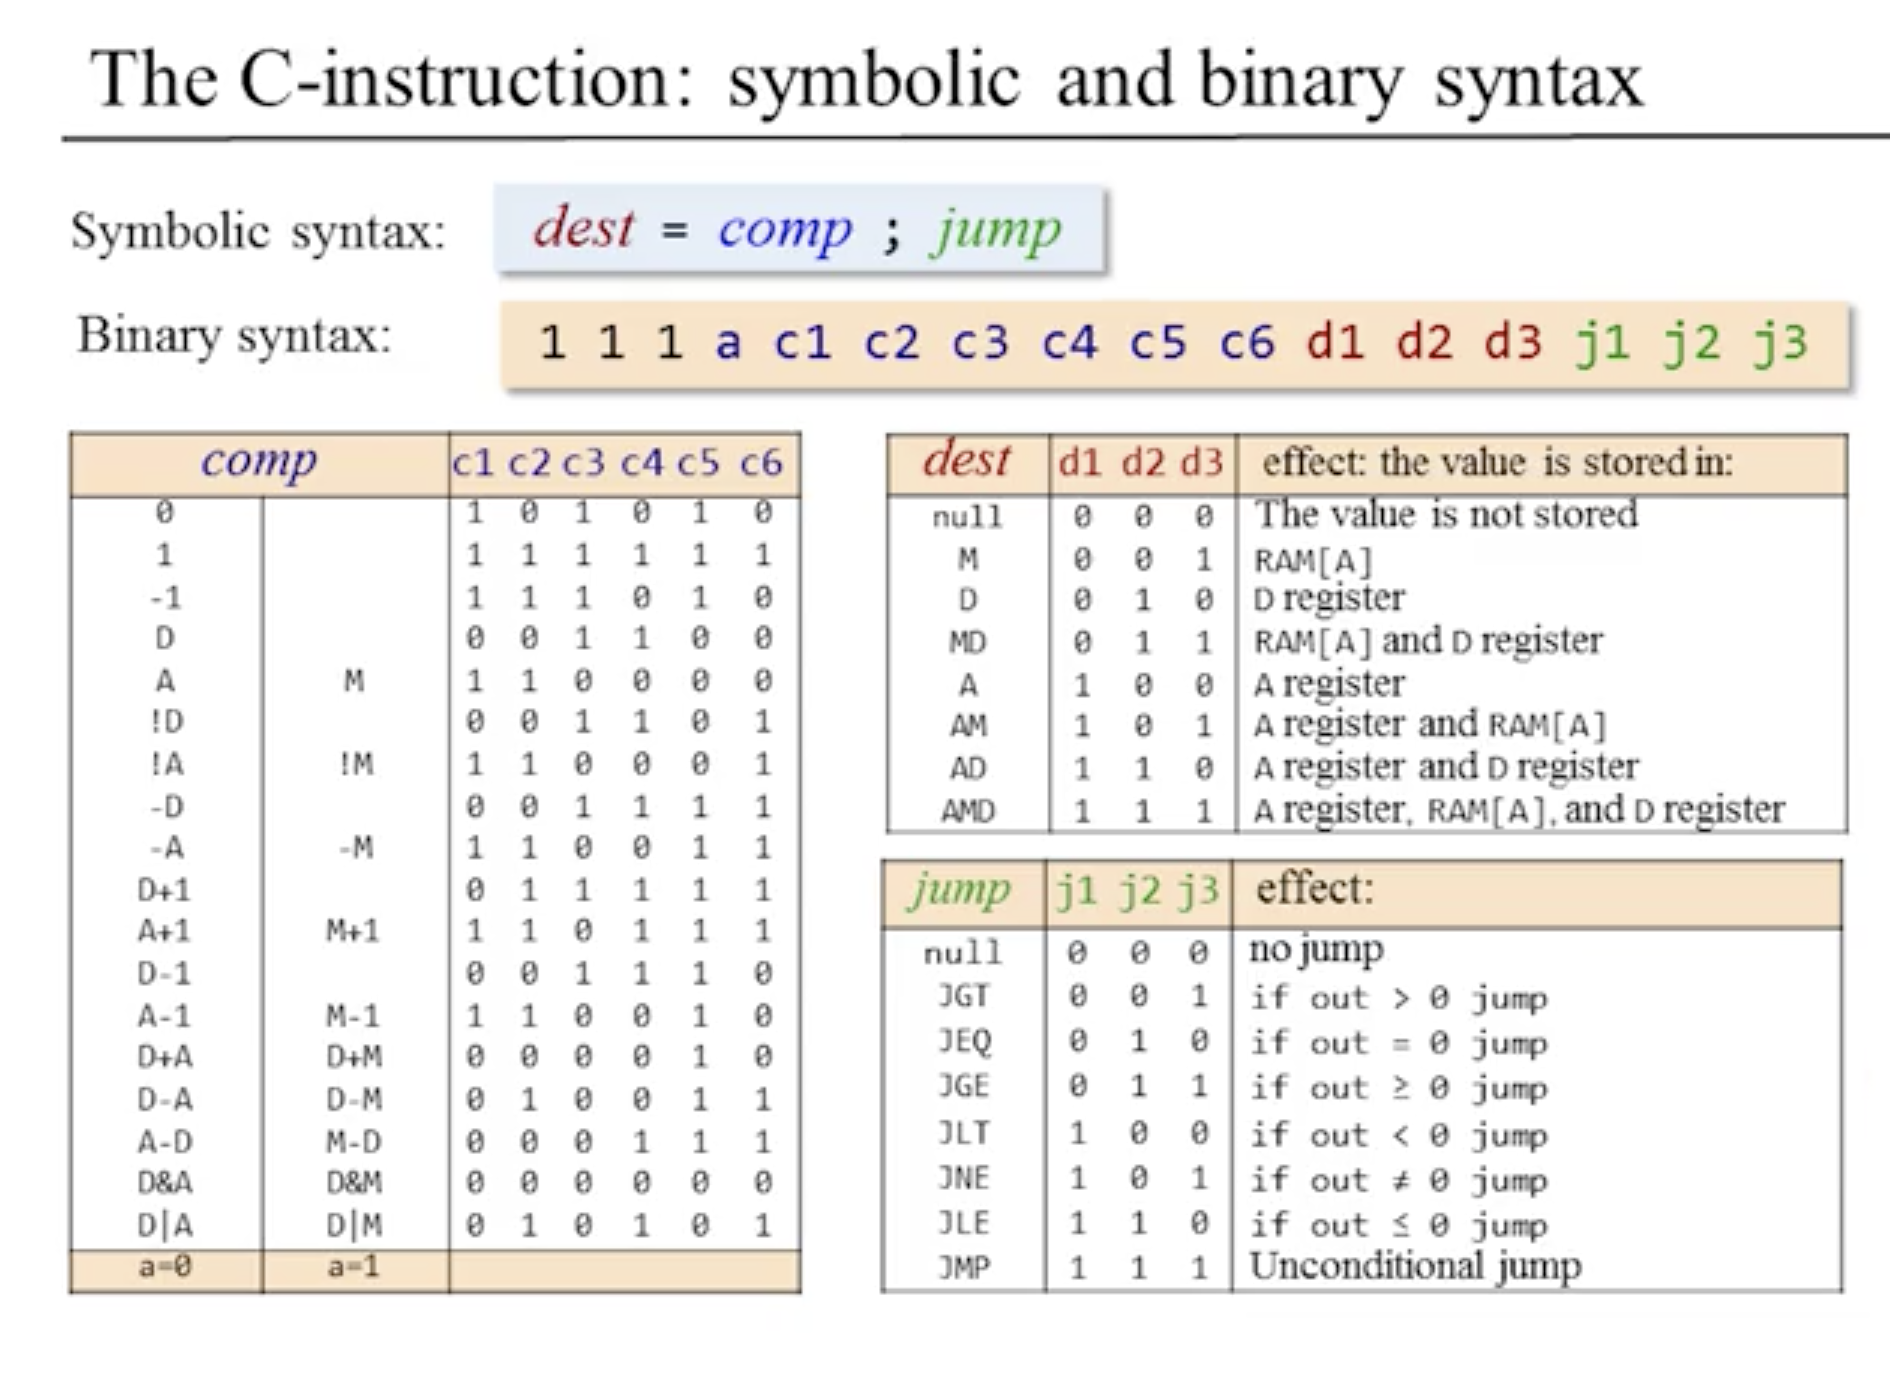 The C-instruction: symbolic and binary syntax
Symbolic syntax: dest = comp ; jump
Binary syntax: 1 1 1 a c1 c2 c3 c4 c5 c6 d1 d2 d3 j1 j2 j3
comp c1 c2 c3 c4 c5 c6
0 1 0 1 0 1 0
1 1 1 1 1 1 1
-1 1 1 1 0 1 0
D 0 0 1 1 0 0
A M 1 1 0 0 0 0
!D 0 0 1 1 0 1
!A !M 1 1 0 0 0 1
-D 0 0 1 1 1 1
-A -M 1 1 0 0 1 1
D+1 0 1 1 1 1 1
A+1 M+1 1 1 0 1 1 1
D-1 0 0 1 1 1 0
A-1 M-1 1 1 0 0 1 0
D+A D+M 0 0 0 0 1 0
D-A D-M 0 1 0 0 1 1
A-D M-D 0 0 0 1 1 1
D&A D&M 0 0 0 0 0 0
D|A D|M 0 1 0 1 0 1
a=0 a=1
dest d1 d2 d3 effect: the value is stored in:
null 0 0 0 The value is not stored
M 0 0 1 RAM[A]
D 0 1 0 D register
MD 0 1 1 RAM[A] and D register
A 1 0 0 A register
AM 1 0 1 A register and RAM[A]
AD 1 1 0 A register and D register
AMD 1 1 1 A register, RAM[A], and D register
jump j1 j2 j3 effect:
null 0 0 0 no jump
JGT 0 0 1 if out > 0 jump
JEQ 0 1 0 if out = 0 jump
JGE 0 1 1 if out ≥ 0 jump
JLT 1 0 0 if out < 0 jump
JNE 1 0 1 if out ≠ 0 jump
JLE 1 1 0 if out ≤ 0 jump
JMP 1 1 1 Unconditional jump